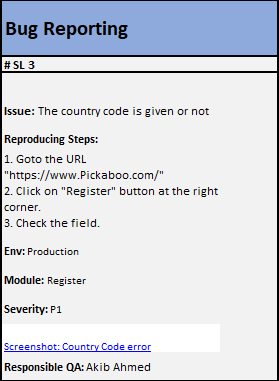 Bug Reporting
# SL 3
Issue: The country code is given or not
Reproducing Steps:
1. Goto the URL
"https://www.Pickaboo.com/"
2. Click on "Register" button at the right
corner.
3. Check the field.
Env: Production
Module: Register
Severity: P1
Screenshot: Country Code error
Responsible QA: Akib Ahmed